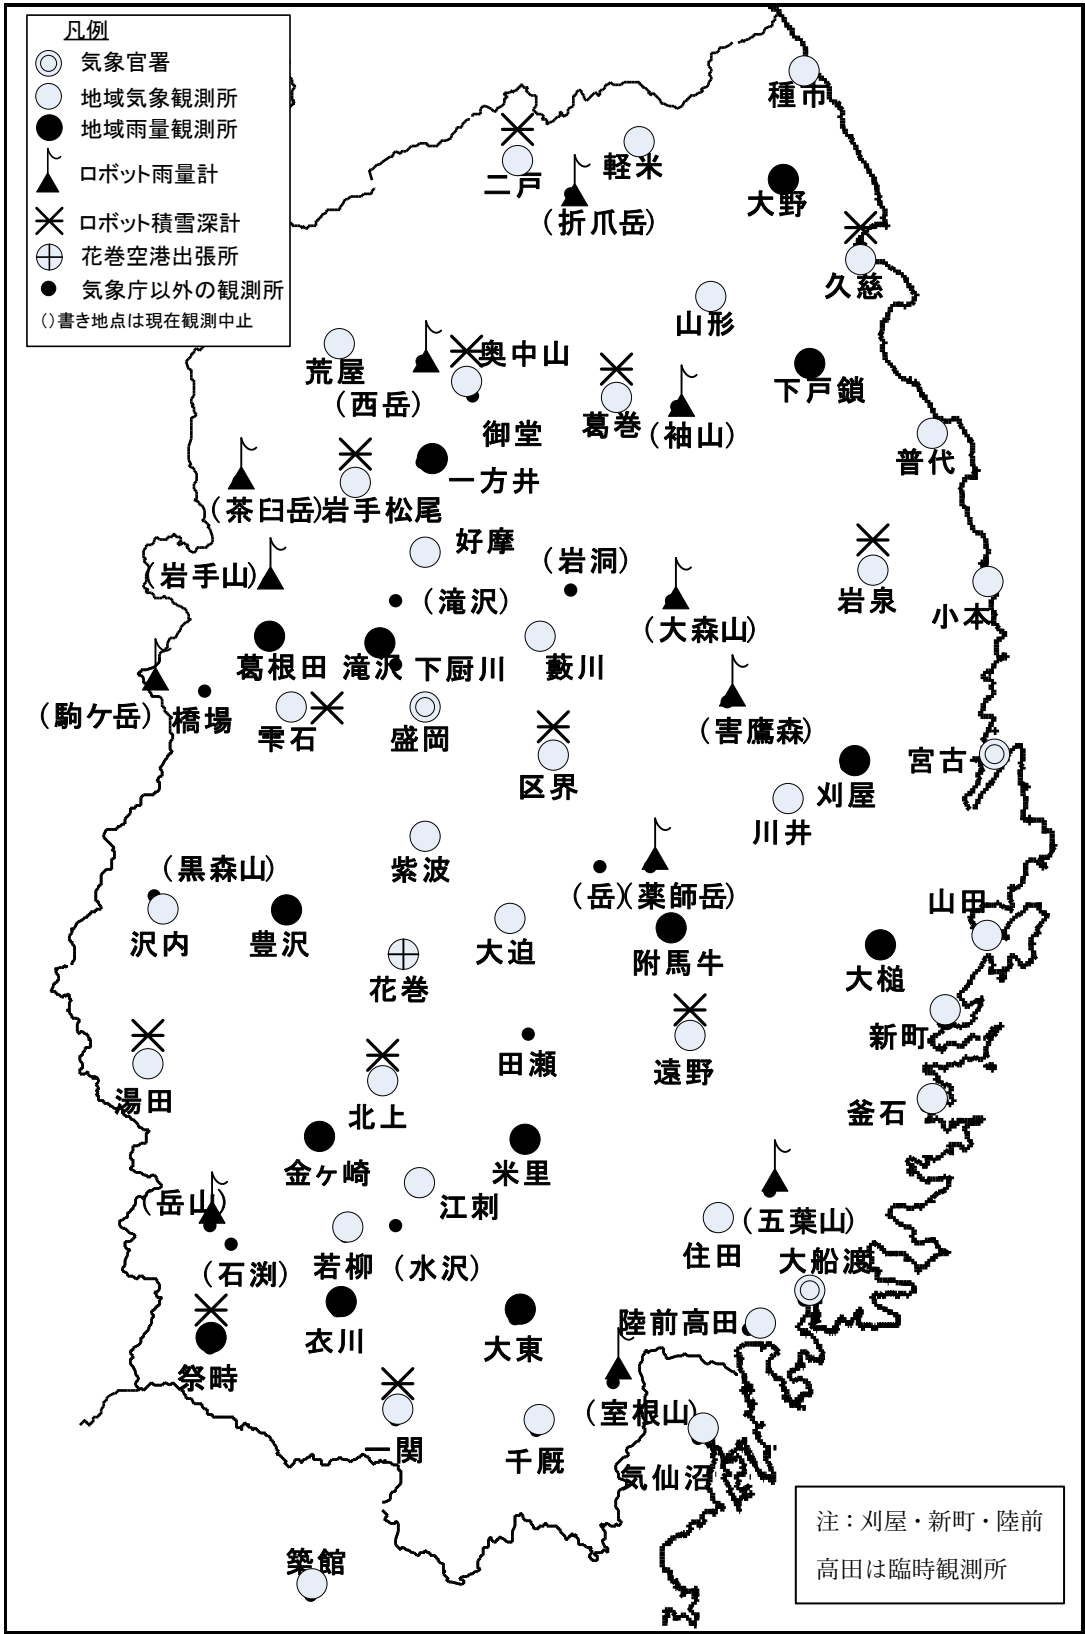 凡例
気象官署
地域気象観測所
地域雨量観測所
ロボット雨量計
ロボット積雪深計
花巻空港出張所
気象庁以外の観測所
()書き地点は現在観測中止
種市
二戸
軽米
(折爪岳)
大野
久慈
山形
荒屋
奥中山
(西岳)
下戸鎖
葛巻
(袖山)
御堂
普代
一方井
(茶臼岳)
岩手松尾
好摩
(岩洞)
(岩手山)
(滝沢)
岩泉
小本
(大森山)
葛根田
滝沢
下厨川
藪川
(駒ケ岳)
橋場
雫石
盛岡
(害鷹森)
宮古
区界
刈屋
川井
(黒森山)
紫波
(岳)
(薬師岳)
山田
沢内
豊沢
大迫
附馬牛
大槌
花巻
新町
田瀬
遠野
湯田
北上
釜石
金ヶ崎
米里
(岳山)
江刺
(五葉山)
住田
大船渡
(石渕)
若柳
(水沢)
陸前高田
衣川
大東
祭畤
(室根山)
一関
千厩
気仙沼
築館
注：刈屋・新町・陸前
高田は臨時観測所